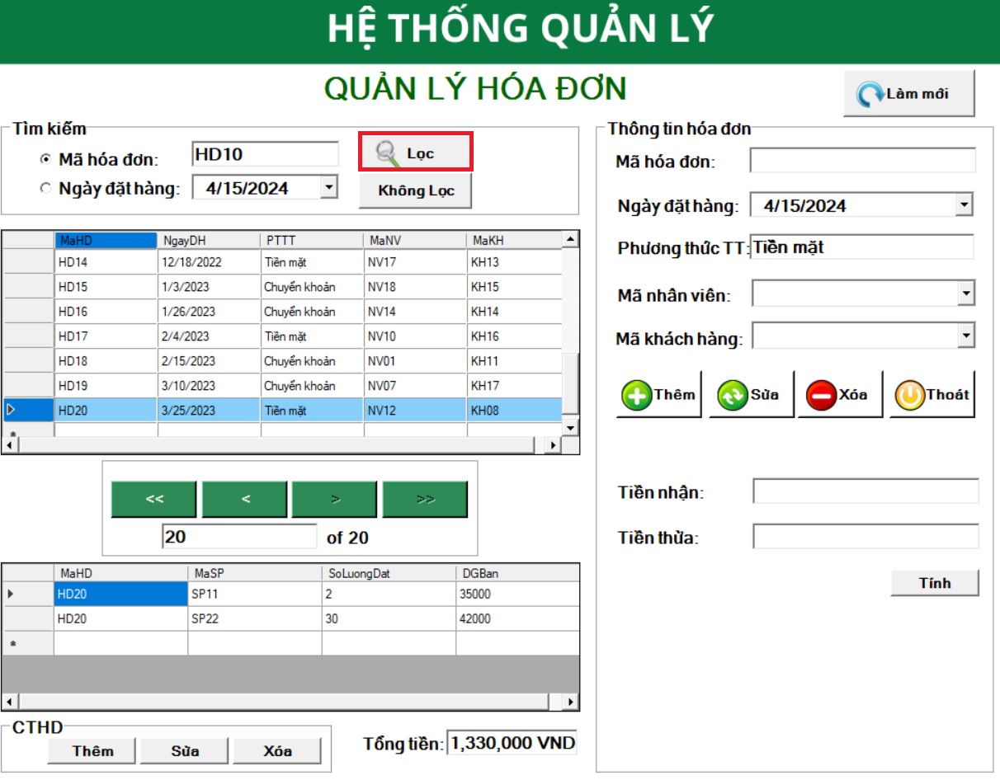 HỆ THỐNG QUẢN LÝ
QUẢN LÝ HÓA ĐƠN
Làm mới
Tìm kiếm
Mã hóa đơn: HD10
Lọc
Ngày đặt hàng: 4/15/2024
Không Lọc
MaHD NgayDH PTTT MaNV MaKH
HD14 12/18/2022 Tiền mặt NV17 KH13
HD15 1/3/2023 Chuyển khoản NV18 KH15
HD16 1/26/2023 Chuyển khoản NV14 KH14
HD17 2/4/2023 Tiền mặt NV10 KH16
HD18 2/15/2023 Chuyển khoản NV01 KH11
HD19 3/10/2023 Chuyển khoản NV07 KH17
HD20 3/25/2023 Tiền mặt NV12 KH08
<< < > >>
20 of 20
MaHD MaSP SoLuongDat DGBan
HD20 SP11 2 35000
HD20 SP22 30 42000
CTHD
Thêm Sửa Xóa
Tổng tiền: 1,330,000 VND
Thông tin hóa đơn
Mã hóa đơn:
Ngày đặt hàng: 4/15/2024
Phương thức TT: Tiền mặt
Mã nhân viên:
Mã khách hàng:
Thêm Sửa Xóa Thoát
Tiền nhận:
Tiền thừa:
Tính